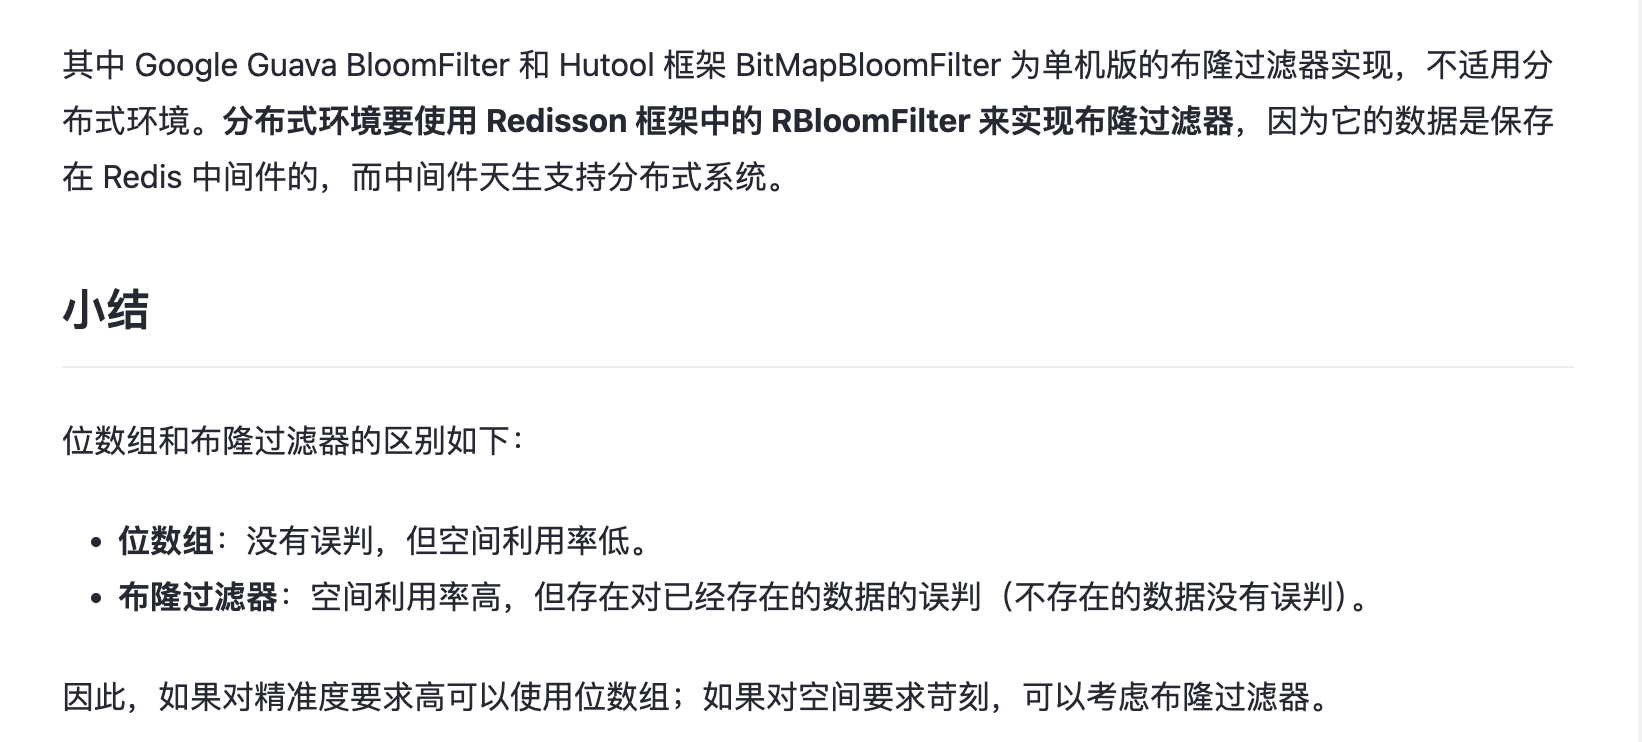 其中 Google Guava BloomFilter 和 Hutool 框架 BitMapBloomFilter 为单机版的布隆过滤器实现，不适用分
布式环境。分布式环境要使用 Redisson 框架中的 RBloomFilter 来实现布隆过滤器，因为它的数据是保存
在 Redis 中间件的，而中间件天生支持分布式系统。
小结
位数组和布隆过滤器的区别如下：
• 位数组：没有误判，但空间利用率低。
• 布隆过滤器：空间利用率高，但存在对已经存在的数据的误判（不存在的数据没有误判）。
因此，如果对精准度要求高可以使用位数组；如果对空间要求苛刻，可以考虑布隆过滤器。